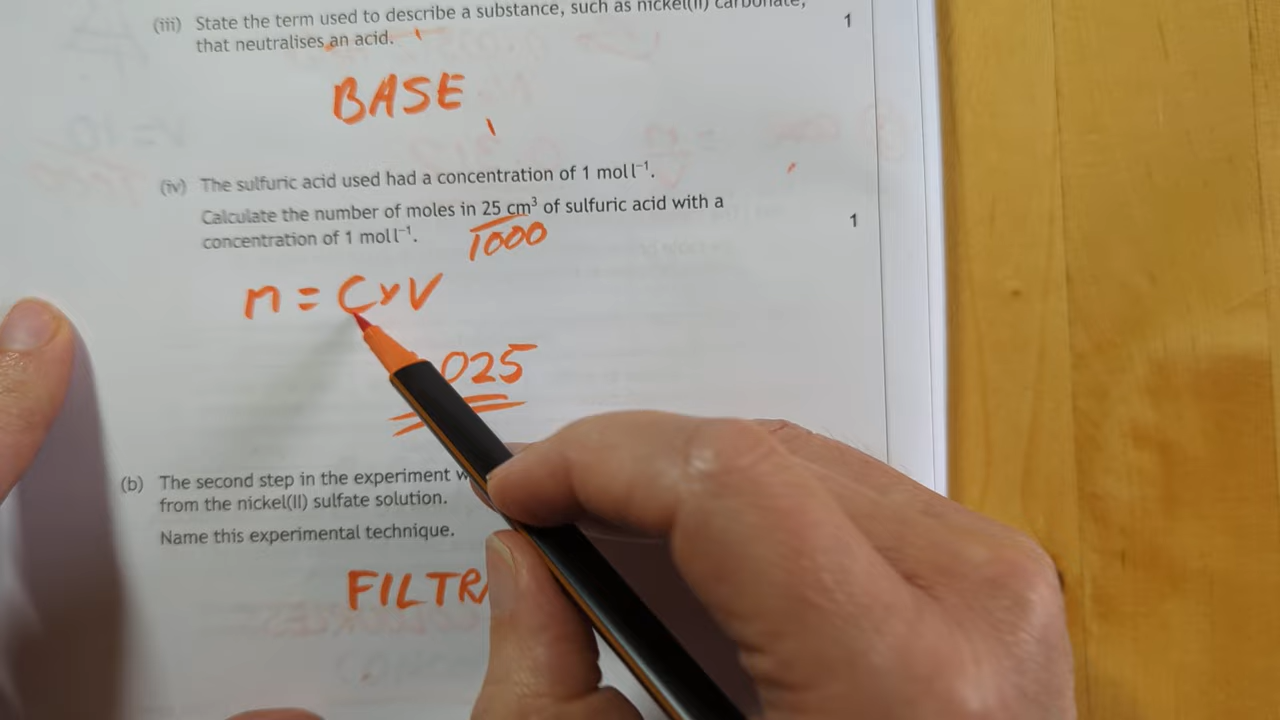 (iii) State the term used to describe a substance, such as nickel(II) carbonate,
that neutralises an acid.
1
BASE
(iv) The sulfuric acid used had a concentration of 1 mol l⁻¹.
Calculate the number of moles in 25 cm³ of sulfuric acid with a
concentration of 1 mol l⁻¹.
1
1000
n = C x V
025
(b) The second step in the experiment
from the nickel(II) sulfate solution.
Name this experimental technique.
FILTR